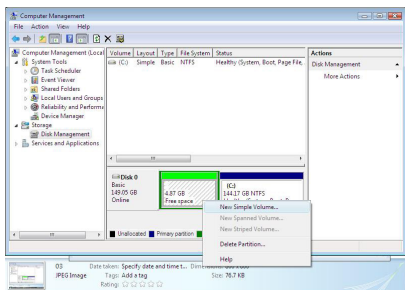 Computer Management
File Action View Help
Computer Management (Local
System Tools
Task Scheduler
Event Viewer
Shared Folders
Local Users and Groups
Reliability and Performa
Device Manager
Storage
Disk Management
Services and Applications
Volume Layout Type File System Status
(C:) Simple Basic NTFS Healthy (System, Boot, Page File,
Actions
Disk Management
More Actions
Disk 0
Basic
149.05 GB
Online
4.87 GB
Free space
(C:)
144.17 GB NTFS
New Simple Volume...
New Spanned Volume...
New Striped Volume...
Delete Partition...
Help
Unallocated Primary partition
03 Date taken: Specify date and time t...
JPEG Image Tags: Add a tag Size: 76.7 KB
Rating: